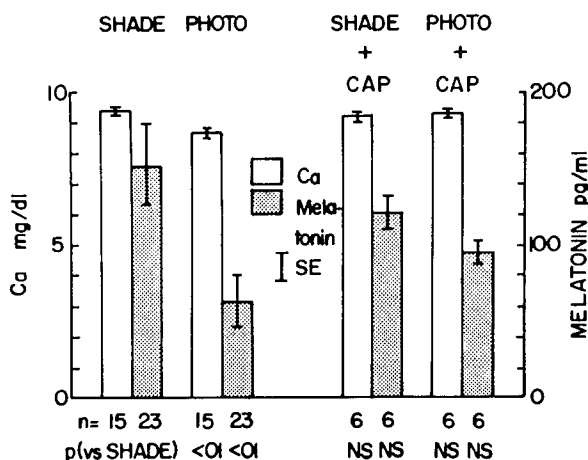 SHADE PHOTO SHADE PHOTO
+ +
CAP CAP
10 200
Ca
Mela-
tonin
SE
Ca mg/dl
5 100
MELATONIN pg/ml
0 0
n= 15 23 15 23 6 6 6 6
p(vs SHADE) <01 <01 NS NS NS NS